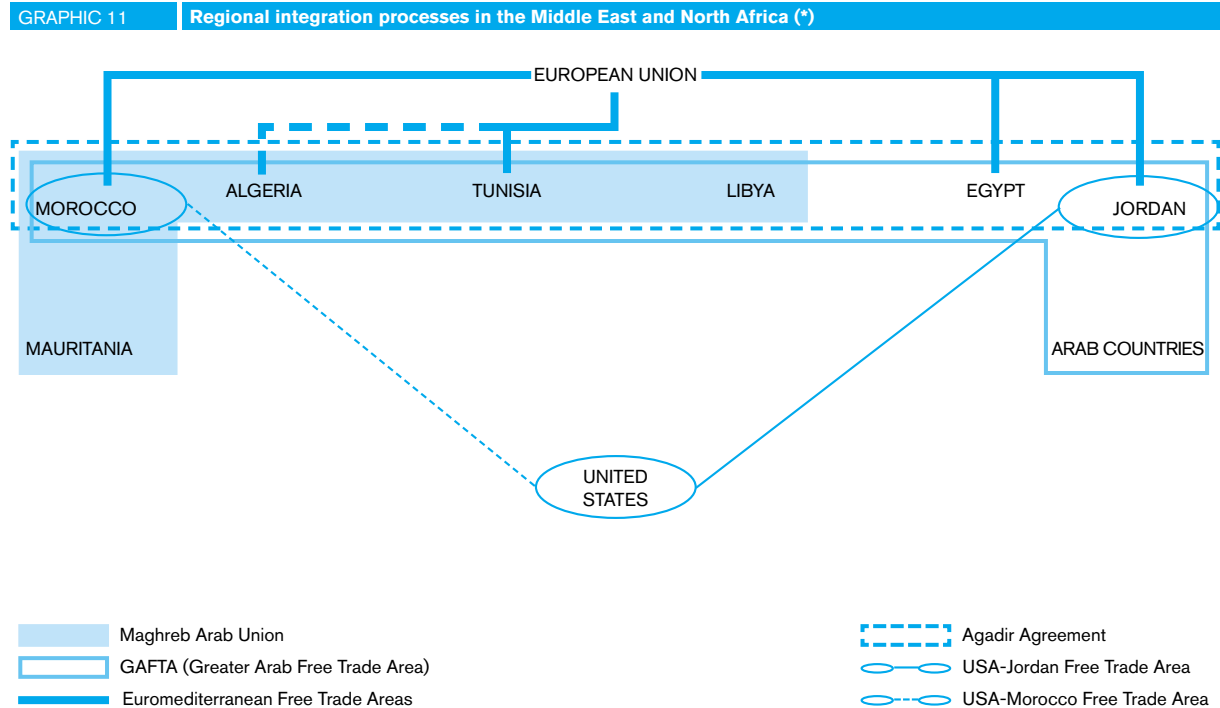 GRAPHIC 11 Regional integration processes in the Middle East and North Africa (*)
EUROPEAN UNION
ALGERIA TUNISIA LIBYA EGYPT
MOROCCO JORDAN
MAURITANIA ARAB COUNTRIES
UNITED
STATES
Maghreb Arab Union
GAFTA (Greater Arab Free Trade Area)
Euromediterranean Free Trade Areas
Agadir Agreement
USA-Jordan Free Trade Area
USA-Morocco Free Trade Area